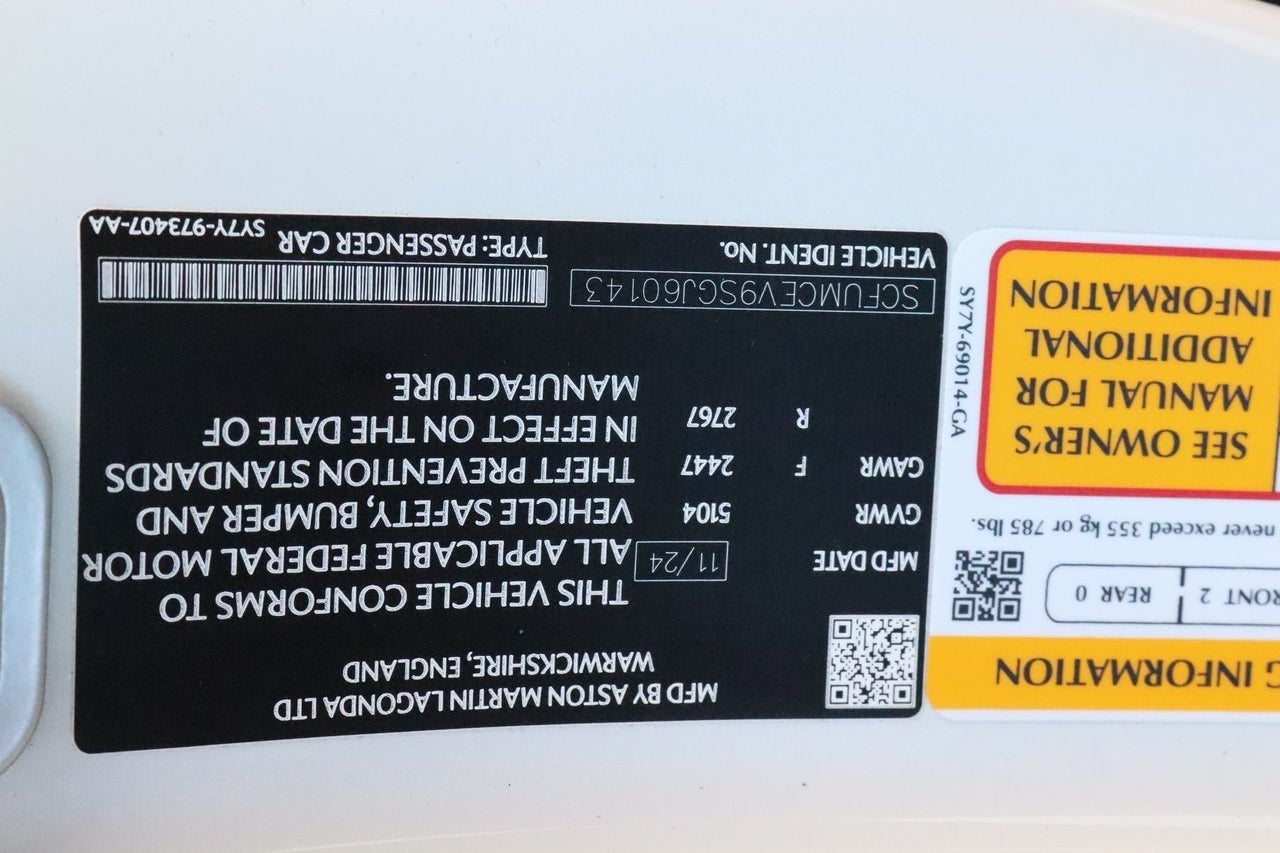 MFD BY ASTON MARTIN LAGONDA LTD
WARWICKSHIRE, ENGLAND
THIS VEHICLE CONFORMS TO
MFD DATE 11/24 ALL APPLICABLE FEDERAL MOTOR
GVWR 5104 VEHICLE SAFETY, BUMPER AND
GAWR F 2447 THEFT PREVENTION STANDARDS
R 2767 IN EFFECT ON THE DATE OF
MANUFACTURE.
SCFUMCEV9SGJ60143
VEHICLE IDENT. No. TYPE: PASSENGER CAR SY7Y-973407-AA
INFORMATION
FRONT 2 REAR 0
never exceed 355 kg or 785 lbs.
SEE OWNER'S
MANUAL FOR
ADDITIONAL
INFORMATION
SY7Y-69014-GA